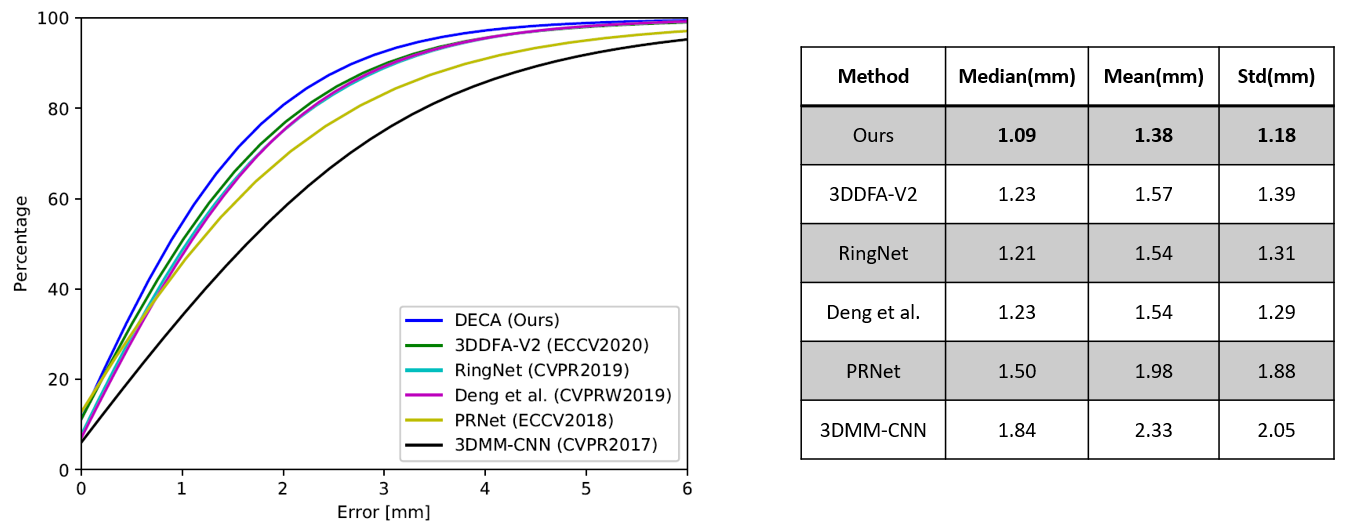 100
80
60
40
20
0
Percentage
0 1 2 3 4 5 6
Error [mm]
DECA (Ours)
3DDFA-V2 (ECCV2020)
RingNet (CVPR2019)
Deng et al. (CVPRW2019)
PRNet (ECCV2018)
3DMM-CNN (CVPR2017)
Method Median(mm) Mean(mm) Std(mm)
Ours 1.09 1.38 1.18
3DDFA-V2 1.23 1.57 1.39
RingNet 1.21 1.54 1.31
Deng et al. 1.23 1.54 1.29
PRNet 1.50 1.98 1.88
3DMM-CNN 1.84 2.33 2.05